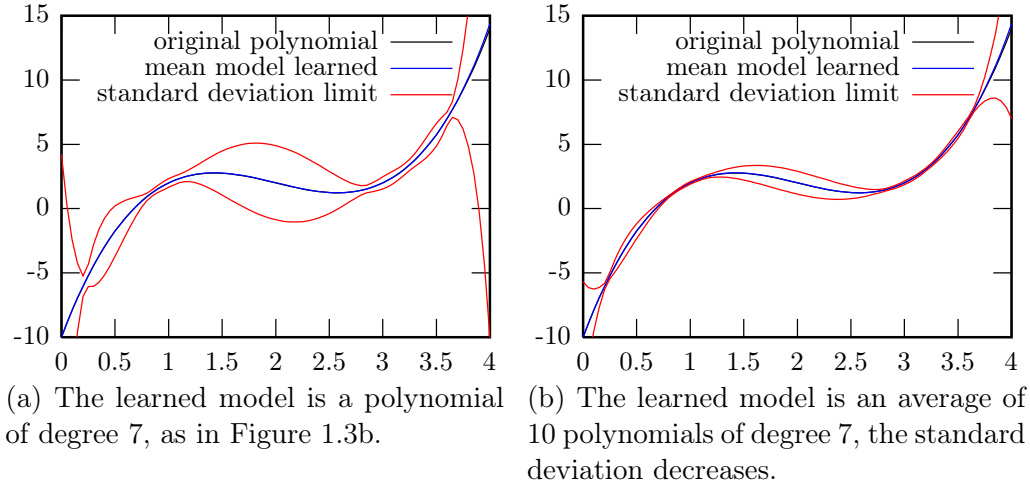 15
10
5
0
-5
-10
0 0.5 1 1.5 2 2.5 3 3.5 4
original polynomial
mean model learned
standard deviation limit
(a) The learned model is a polynomial
of degree 7, as in Figure 1.3b.
15
10
5
0
-5
-10
0 0.5 1 1.5 2 2.5 3 3.5 4
original polynomial
mean model learned
standard deviation limit
(b) The learned model is an average of
10 polynomials of degree 7, the standard
deviation decreases.